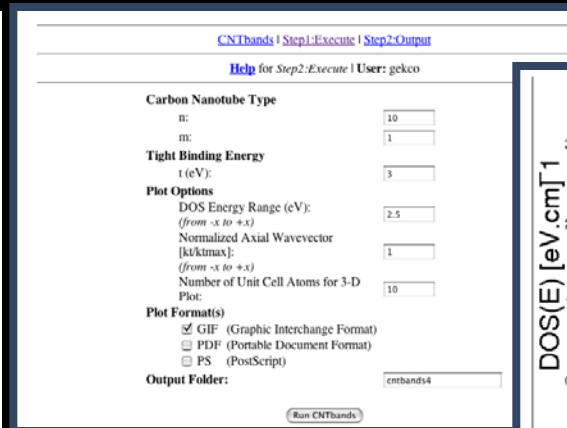 CNTbands | Step1:Execute | Step2:Output
Help for Step2:Execute | User: gekco
Carbon Nanotube Type
n: 10
m: 1
Tight Binding Energy
t (eV): 3
Plot Options
DOS Energy Range (eV): 2.5
(from -x to +x)
Normalized Axial Wavevector
[kt/ktmax]: 1
(from -x to +x)
Number of Unit Cell Atoms for 3-D
Plot: 10
Plot Format(s)
GIF (Graphic Interchange Format)
PDF (Portable Document Format)
PS (PostScript)
Output Folder: cntbands4
Run CNTbands
DOS(E) [eV.cm]-1